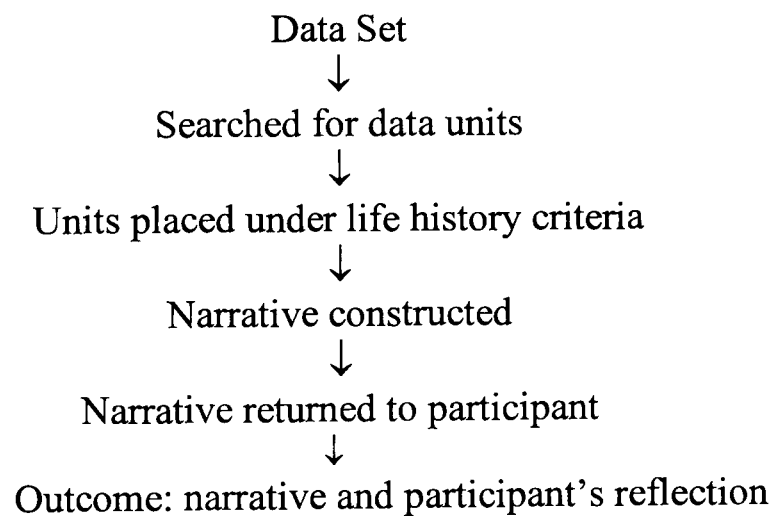 Data Set
↓
Searched for data units
↓
Units placed under life history criteria
↓
Narrative constructed
↓
Narrative returned to participant
↓
Outcome: narrative and participant’s reflection